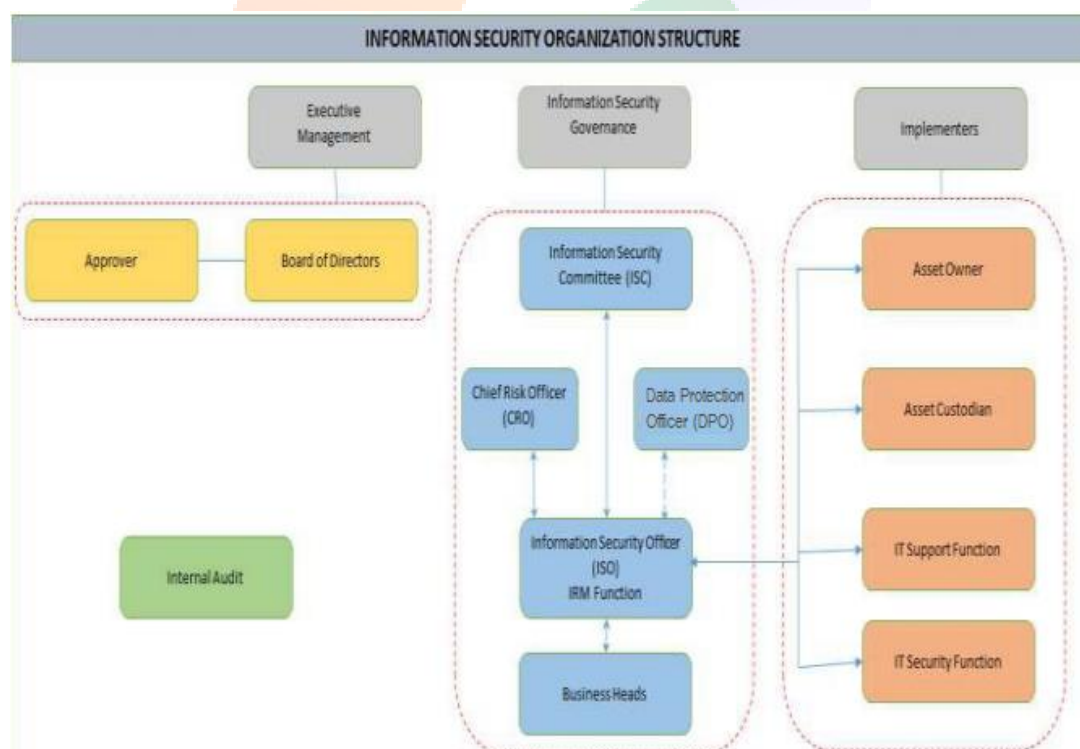 INFORMATION SECURITY ORGANIZATION STRUCTURE
Executive
Management
Information Security
Governance
Implementers
Approver
Board of Directors
Information Security
Committee (ISC)
Asset Owner
Chief Risk Officer
(CRO)
Data Protection
Officer (DPO)
Asset Custodian
Internal Audit
Information Security Officer
(ISO)
IRM Function
IT Support Function
Business Heads
IT Security Function